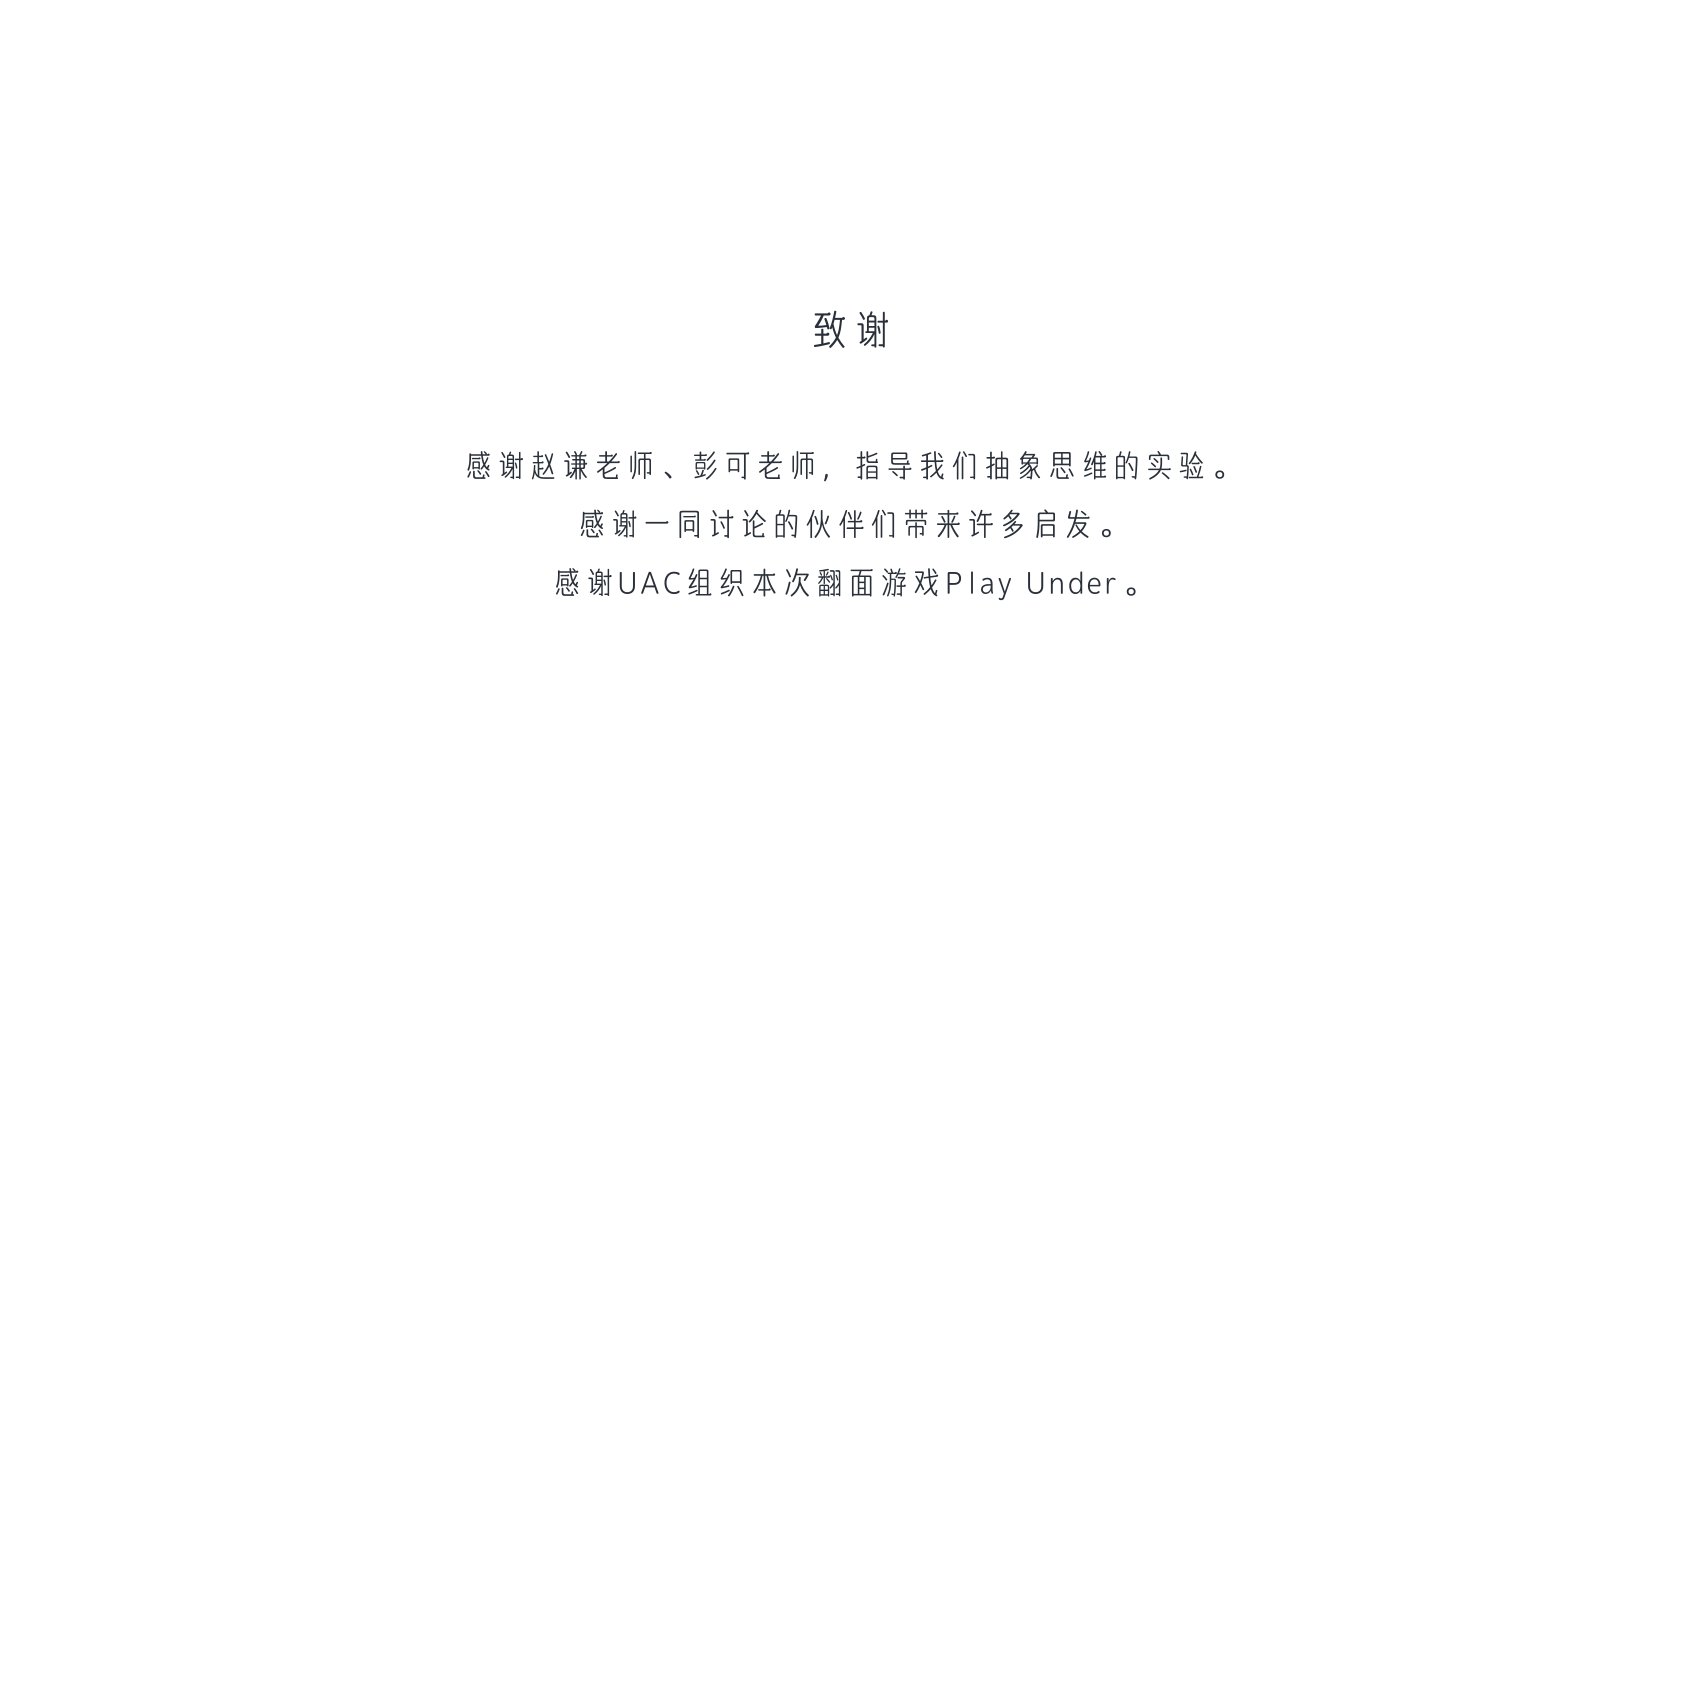 致谢
感谢赵谦老师、彭可老师，指导我们抽象思维的实验。
感谢一同讨论的伙伴们带来许多启发。
感谢UAC组织本次翻面游戏Play Under。